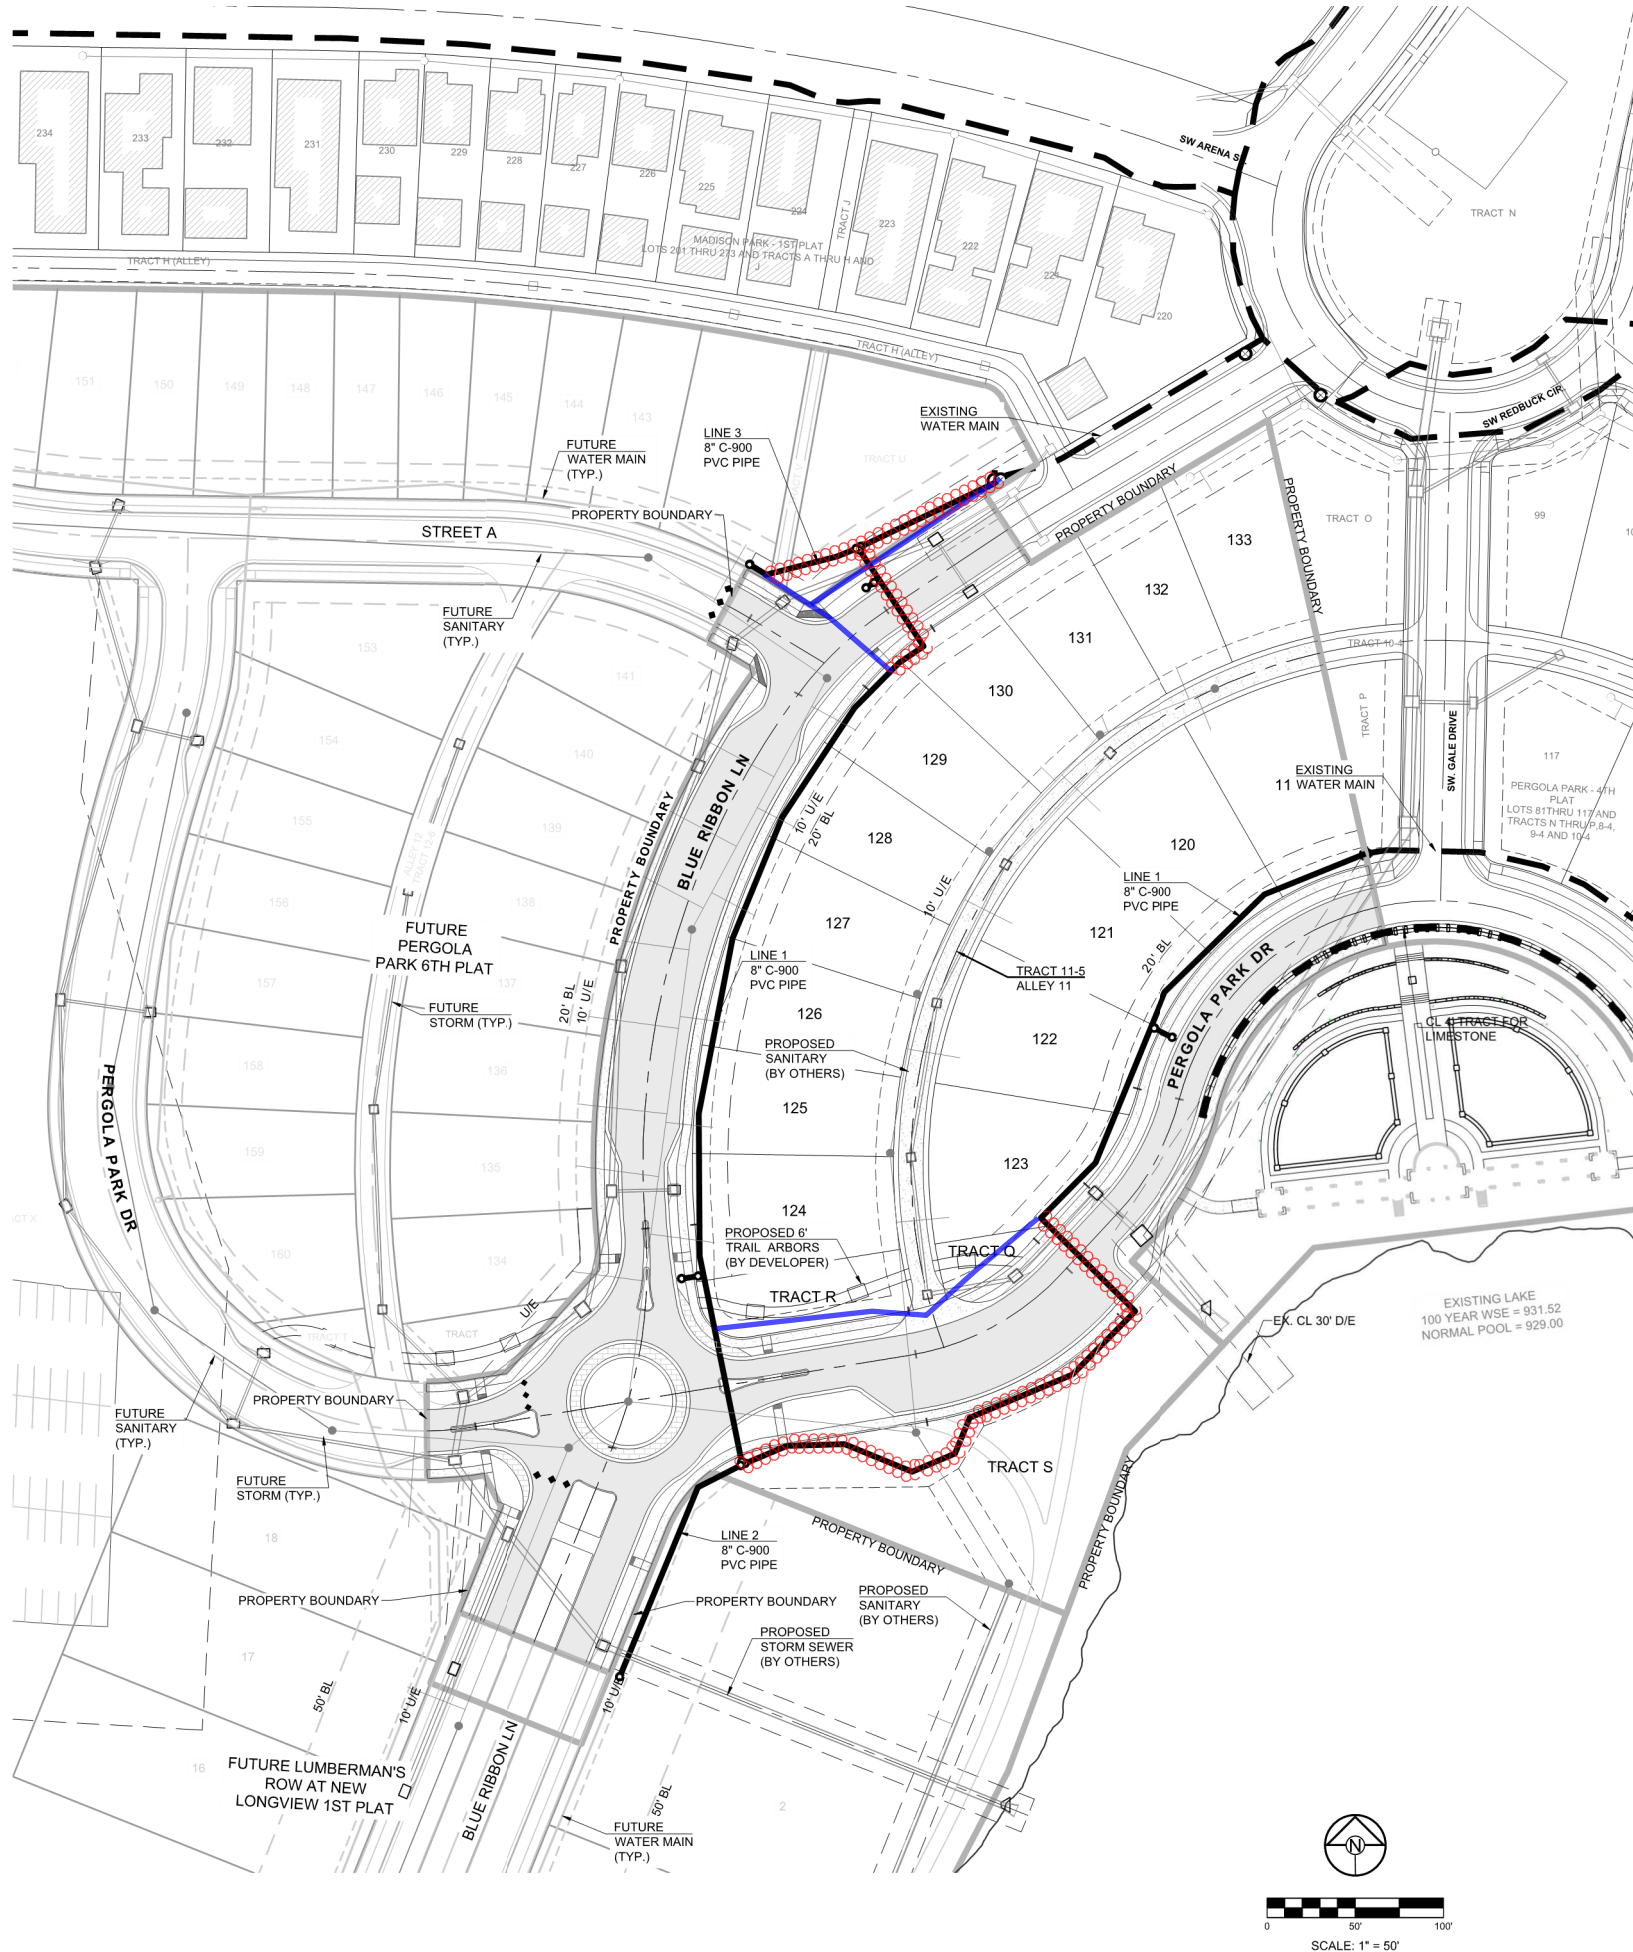 SW ARENA S
234
233
232
231
230
229
228
227
226
225
224
TRACT J
223
222
221
220
TRACT N
MADISON PARK - 1ST PLAT
LOTS 201 THRU 273 AND TRACTS A THRU H AND
J
TRACT H (ALLEY)
TRACT H (ALLEY)
151
150
149
148
147
146
145
144
143
SW REDBUCK CIR.
EXISTING
WATER MAIN
LINE 3
8" C-900
PVC PIPE
FUTURE
WATER MAIN
(TYP.)
TRACT U
TRACT V
PROPERTY BOUNDARY
PROPERTY BOUNDARY
PROPERTY BOUNDARY
STREET A
TRACT O
99
10
133
132
131
130
129
128
127
126
125
124
FUTURE
SANITARY
(TYP.)
153
141
154
140
155
139
156
138
157
137
158
136
159
135
160
134
TRACT 10-4
TRACT P
SW. GALE DRIVE
117
PERGOLA PARK - 4TH
PLAT
LOTS 81THRU 117 AND
TRACTS N THRU P,8-4,
9-4 AND 10-4
11
EXISTING
WATER MAIN
BLUE RIBBON LN
10' U/E
20' BL
PROPERTY BOUNDARY
ALLEY 12
TRACT 12-6
FUTURE
PERGOLA
PARK 6TH PLAT
FUTURE
STORM (TYP.)
20' BL
10' U/E
LINE 1
8" C-900
PVC PIPE
10' U/E
120
121
122
123
LINE 1
8" C-900
PVC PIPE
20' BL
TRACT 11-5
ALLEY 11
PERGOLA PARK DR
CL 4' TRACT FOR
LIMESTONE
PROPOSED
SANITARY
(BY OTHERS)
PERGOLA PARK DR
PROPOSED 6'
TRAIL ARBORS
(BY DEVELOPER)
TRACT Q
TRACT R
U/E
TRACT T
TRACT
EX. CL 30' D/E
EXISTING LAKE
100 YEAR WSE = 931.52
NORMAL POOL = 929.00
PROPERTY BOUNDARY
FUTURE
SANITARY
(TYP.)
FUTURE
STORM (TYP.)
TRACT S
PROPERTY BOUNDARY
PROPERTY BOUNDARY
LINE 2
8" C-900
PVC PIPE
18
17
16
2
PROPERTY BOUNDARY
PROPERTY BOUNDARY
PROPOSED
SANITARY
(BY OTHERS)
PROPOSED
STORM SEWER
(BY OTHERS)
50' BL
10' U/E
10' U/E
50' BL
BLUE RIBBON LN
FUTURE LUMBERMAN'S
ROW AT NEW
LONGVIEW 1ST PLAT
FUTURE
WATER MAIN
(TYP.)
N
0
50'
100'
SCALE: 1" = 50'